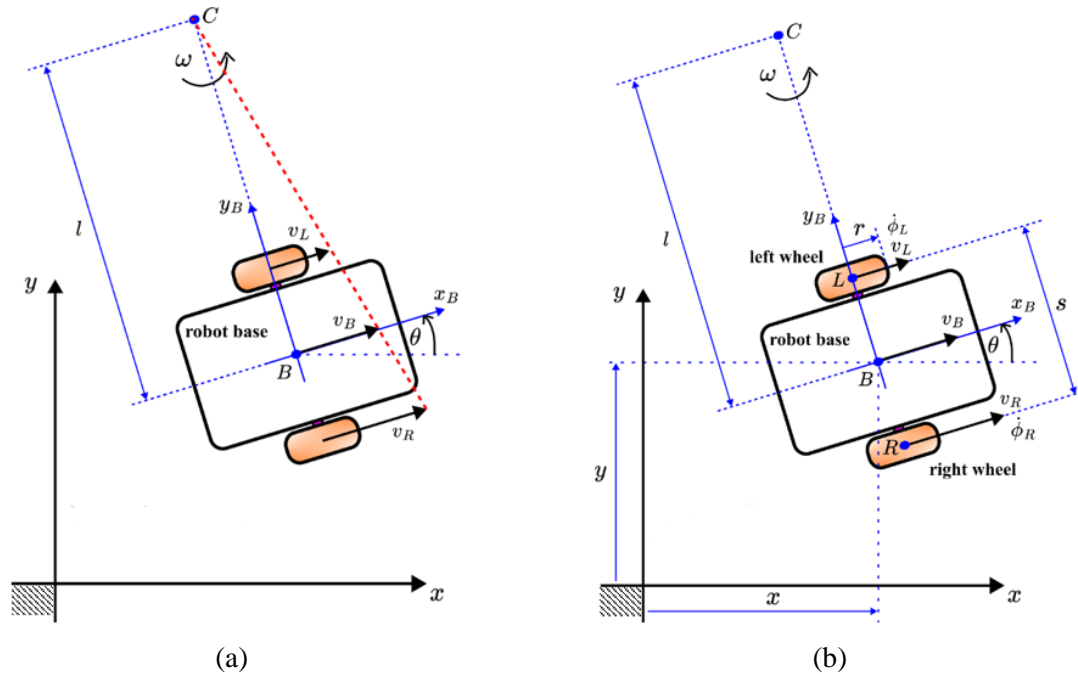 C
ω
l
y_B
v_L
y
robot base
x_B
v_B
θ
B
v_R
x
(a)
C
ω
l
y_B
r
φ̇_L
left wheel
v_L
L
y
s
robot base
x_B
v_B
θ
B
v_R
φ̇_R
R
right wheel
y
x
x
(b)